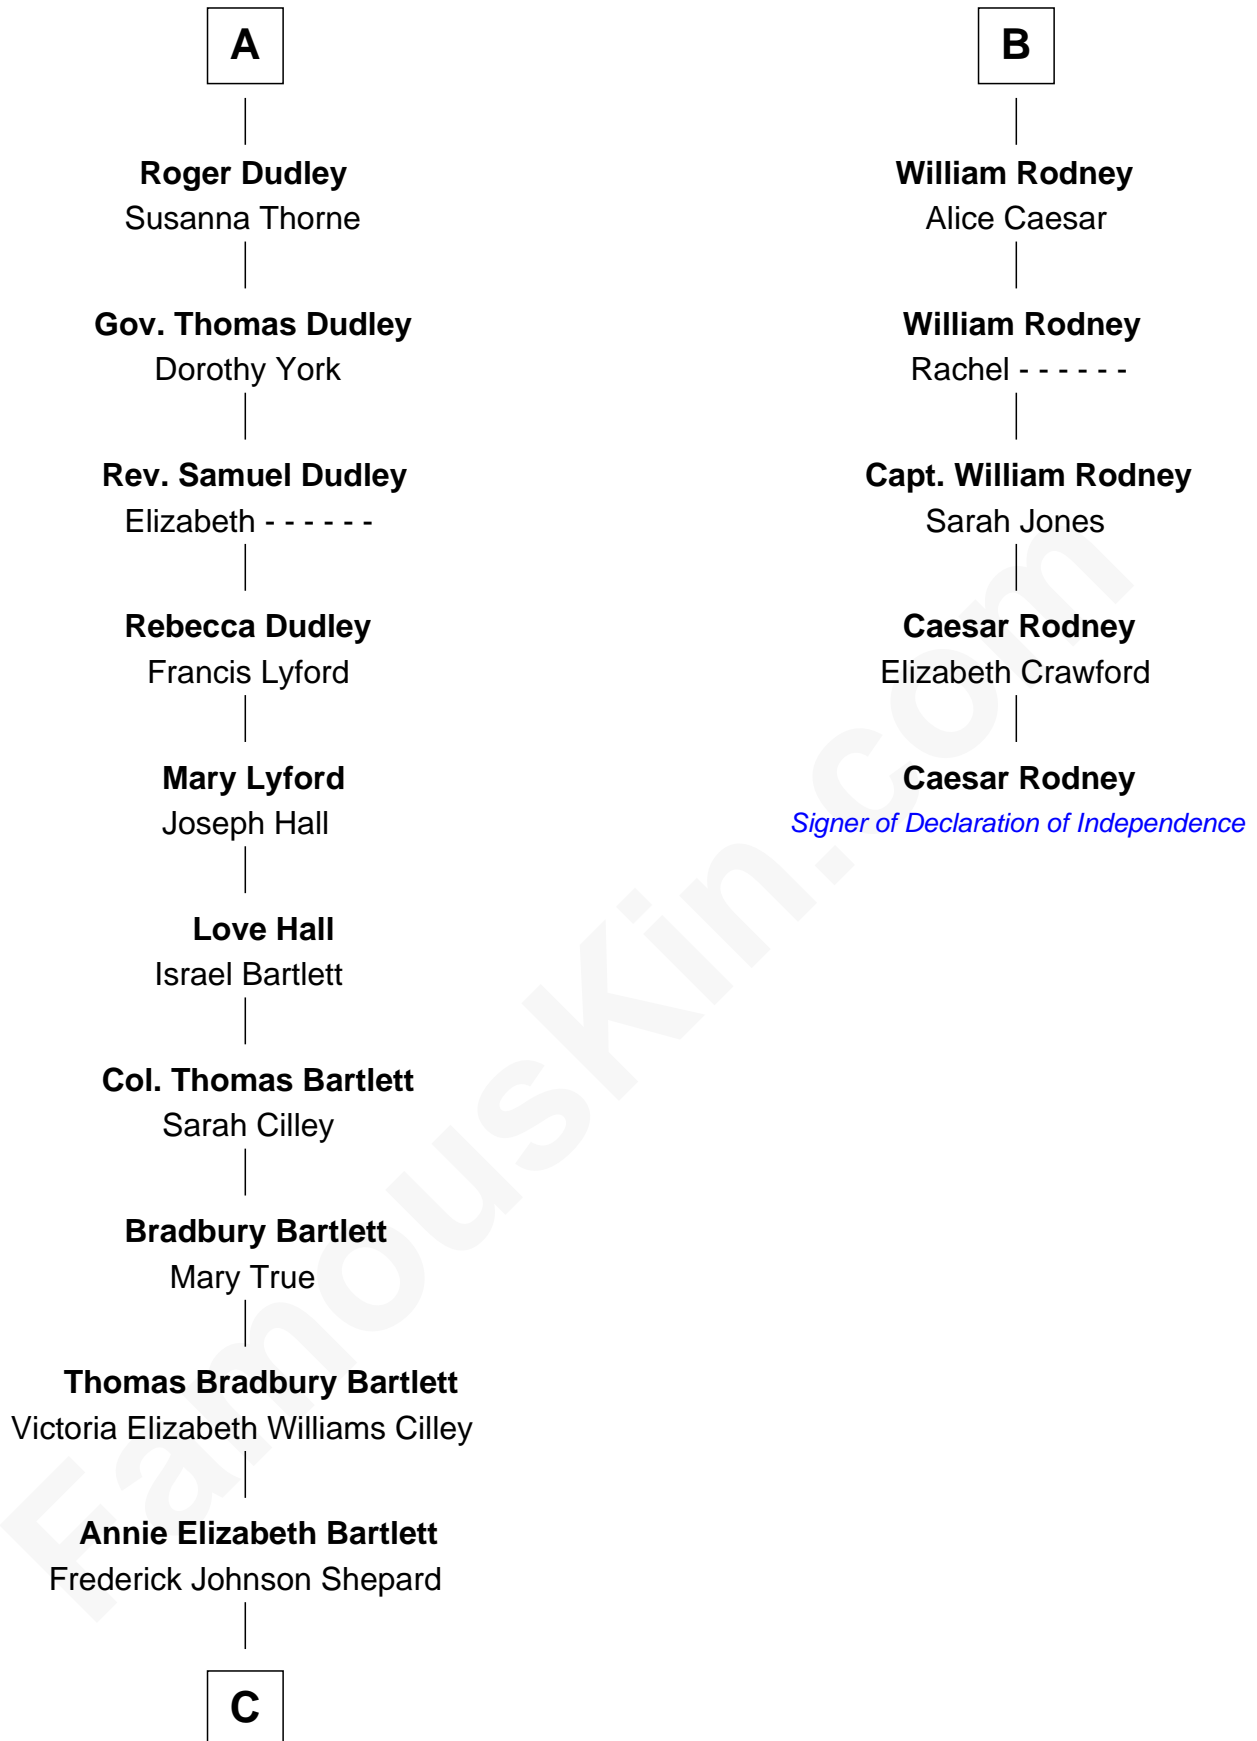 A
Roger Dudley
Susanna Thorne
Gov. Thomas Dudley
Dorothy York
Rev. Samuel Dudley
Elizabeth - - - - - -
Rebecca Dudley
Francis Lyford
Mary Lyford
Joseph Hall
Love Hall
Israel Bartlett
Col. Thomas Bartlett
Sarah Cilley
Bradbury Bartlett
Mary True
Thomas Bradbury Bartlett
Victoria Elizabeth Williams Cilley
Annie Elizabeth Bartlett
Frederick Johnson Shepard
C
B
William Rodney
Alice Caesar
William Rodney
Rachel - - - - - -
Capt. William Rodney
Sarah Jones
Caesar Rodney
Elizabeth Crawford
Caesar Rodney
Signer of Declaration of Independence
FamousKin.com